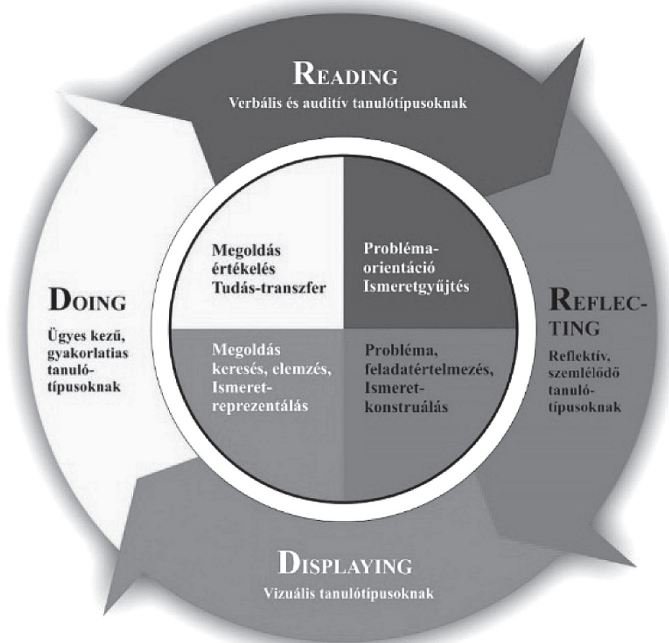 READING
Verbális és auditív tanulótípusoknak
Megoldás
értékelés
Tudás-transzfer
Probléma-
orientáció
Ismeretgyűjtés
DOING
Ügyes kezű,
gyakorlatias
tanuló-
típusoknak
REFLEC-
TING
Reflektív,
szemlélődő
tanuló-
típusoknak
Megoldás
keresés, elemzés,
Ismeret-
reprezentálás
Probléma,
feladatértelmezés,
Ismeret-
konstruálás
DISPLAYING
Vizuális tanulótípusoknak